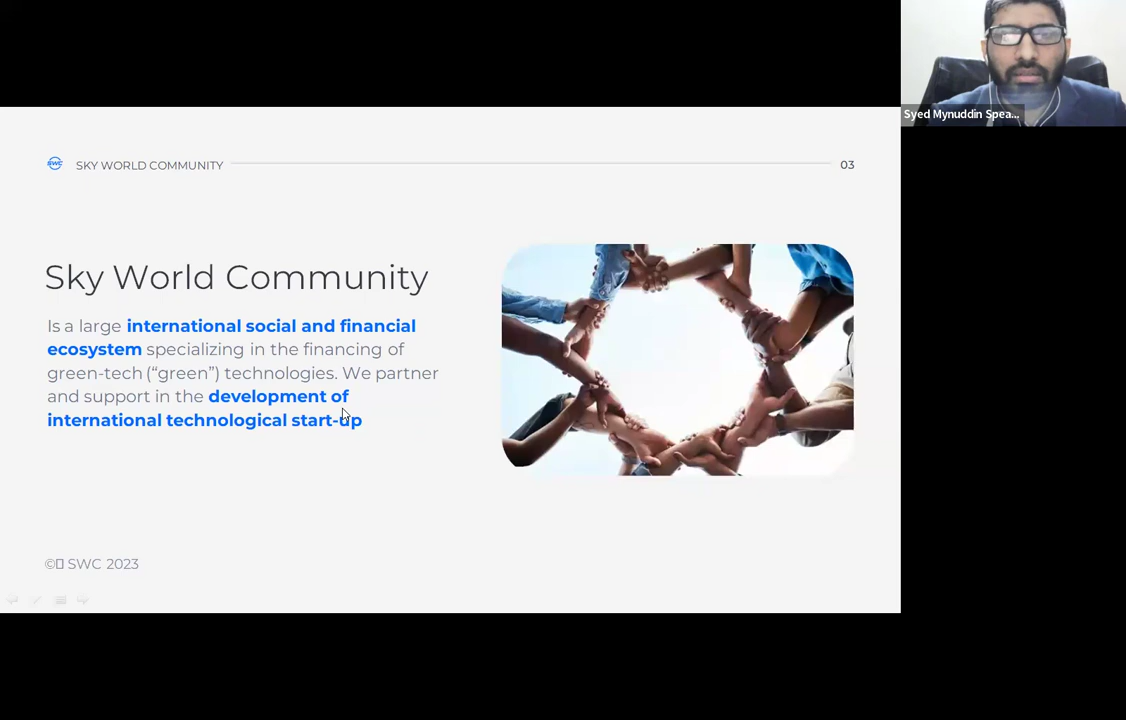 Syed Mynuddin Spea...
SWC
SKY WORLD COMMUNITY
03
Sky World Community
Is a large international social and financial
ecosystem specializing in the financing of
green-tech (“green”) technologies. We partner
and support in the development of
international technological start-up
© SWC 2023